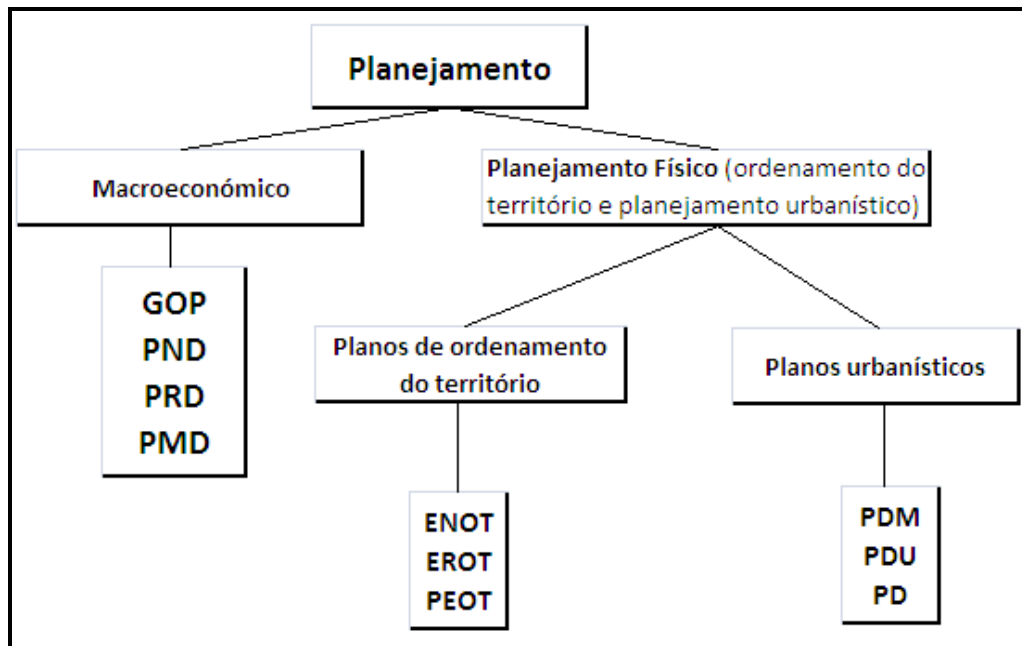 Planejamento
Macroeconómico
Planejamento Físico (ordenamento do
território e planejamento urbanístico)
GOP
PND
PRD
PMD
Planos de ordenamento
do território
Planos urbanísticos
ENOT
EROT
PEOT
PDM
PDU
PD